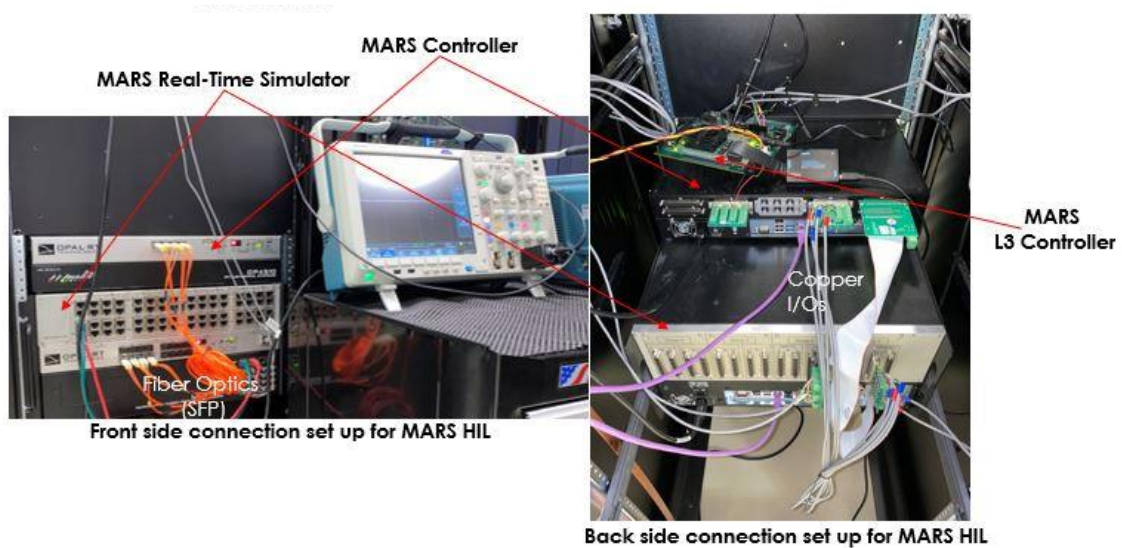 MARS Controller
MARS Real-Time Simulator
OPAL-RT
OP4510
OPAL-RT
Fiber Optics
(SFP)
Front side connection set up for MARS HIL
Copper
I/Os
MARS
L3 Controller
Back side connection set up for MARS HIL